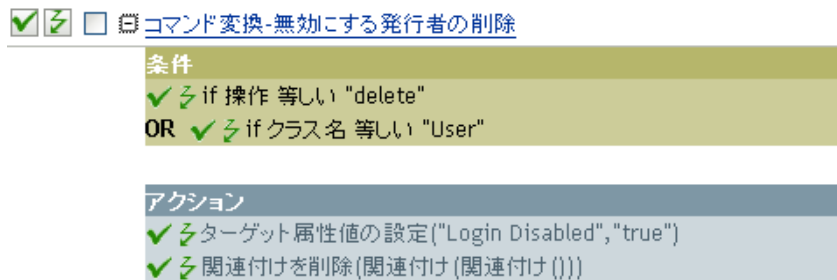 コマンド変換-無効にする発行者の削除
条件
if 操作 等しい "delete"
OR if クラス名 等しい "User"
アクション
ターゲット属性値の設定("Login Disabled","true")
関連付けを削除(関連付け(関連付け()))